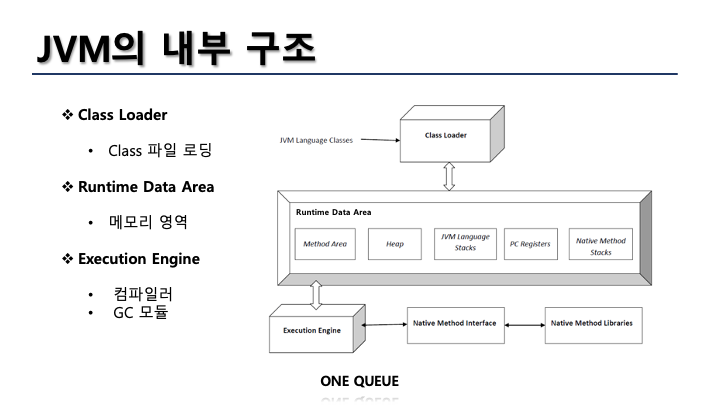 JVM의 내부 구조
❖ Class Loader
• Class 파일 로딩
❖ Runtime Data Area
• 메모리 영역
❖ Execution Engine
• 컴파일러
• GC 모듈
JVM Language Classes
Class Loader
Runtime Data Area
Method Area
Heap
JVM Language
Stacks
PC Registers
Native Method
Stacks
Execution Engine
Native Method Interface
Native Method Libraries
ONE QUEUE